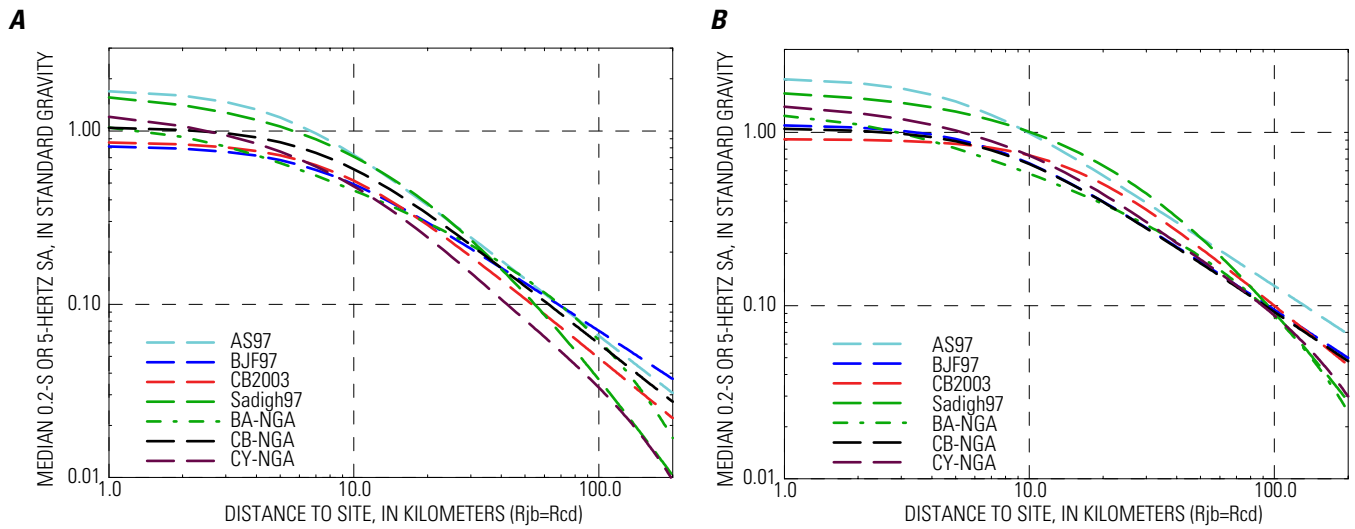 A
MEDIAN 0.2-S OR 5-HERTZ SA, IN STANDARD GRAVITY
1.00
0.10
0.01
AS97
BJF97
CB2003
Sadigh97
BA-NGA
CB-NGA
CY-NGA
1.0
10.0
100.0
DISTANCE TO SITE, IN KILOMETERS (Rjb=Rcd)
B
MEDIAN 0.2-S OR 5-HERTZ SA, IN STANDARD GRAVITY
1.00
0.10
0.01
AS97
BJF97
CB2003
Sadigh97
BA-NGA
CB-NGA
CY-NGA
1.0
10.0
100.0
DISTANCE TO SITE, IN KILOMETERS (Rjb=Rcd)